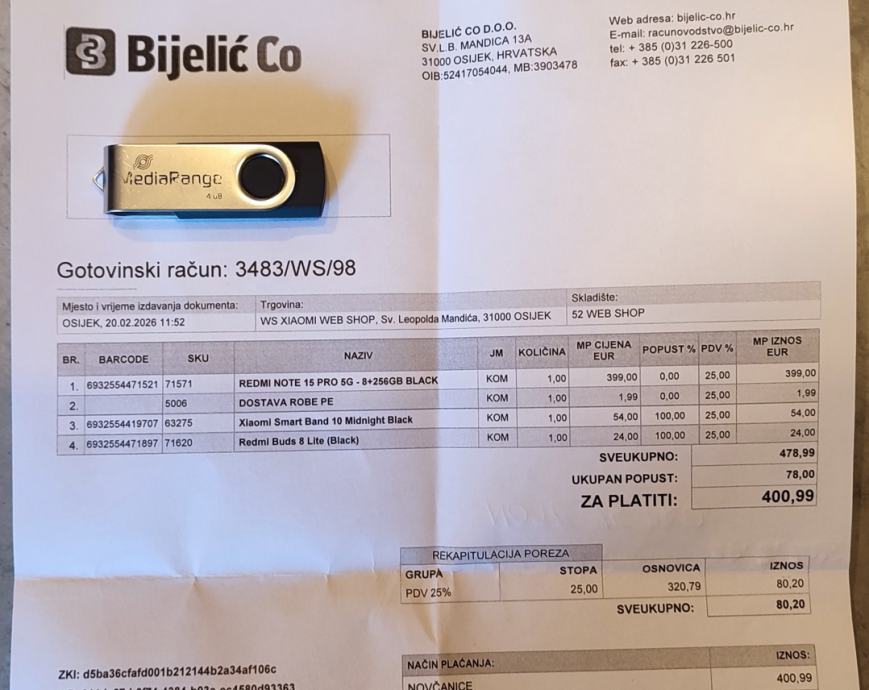 Bijelić Co
BIJELIĆ CO D.O.O.
SV.L.B. MANDICA 13A
31000 OSIJEK, HRVATSKA
OIB:52417054044, MB:3903478
Web adresa: bijelic-co.hr
E-mail: racunovodstvo@bijelic-co.hr
tel: + 385 (0)31 226-500
fax: + 385 (0)31 226 501
MediaRange
4 GB
Gotovinski račun: 3483/WS/98
Mjesto i vrijeme izdavanja dokumenta: Trgovina: Skladište:
OSIJEK, 20.02.2026 11:52 WS XIAOMI WEB SHOP, Sv. Leopolda Mandića, 31000 OSIJEK 52 WEB SHOP
BR. BARCODE SKU NAZIV JM KOLIČINA MP CIJENA EUR POPUST % PDV % MP IZNOS EUR
1. 6932554471521 71571 REDMI NOTE 15 PRO 5G - 8+256GB BLACK KOM 1,00 399,00 0,00 25,00 399,00
2. 5006 DOSTAVA ROBE PE KOM 1,00 1,99 0,00 25,00 1,99
3. 6932554419707 63275 Xiaomi Smart Band 10 Midnight Black KOM 1,00 54,00 100,00 25,00 54,00
4. 6932554471897 71620 Redmi Buds 8 Lite (Black) KOM 1,00 24,00 100,00 25,00 24,00
SVEUKUPNO: 478,99
UKUPAN POPUST: 78,00
ZA PLATITI: 400,99
REKAPITULACIJA POREZA
GRUPA STOPA OSNOVICA IZNOS
PDV 25% 25,00 320,79 80,20
SVEUKUPNO: 80,20
ZKI: d5ba36cfafd001b212144b2a34af106c
NAČIN PLAĆANJA: IZNOS:
NOVČANICE 400,99